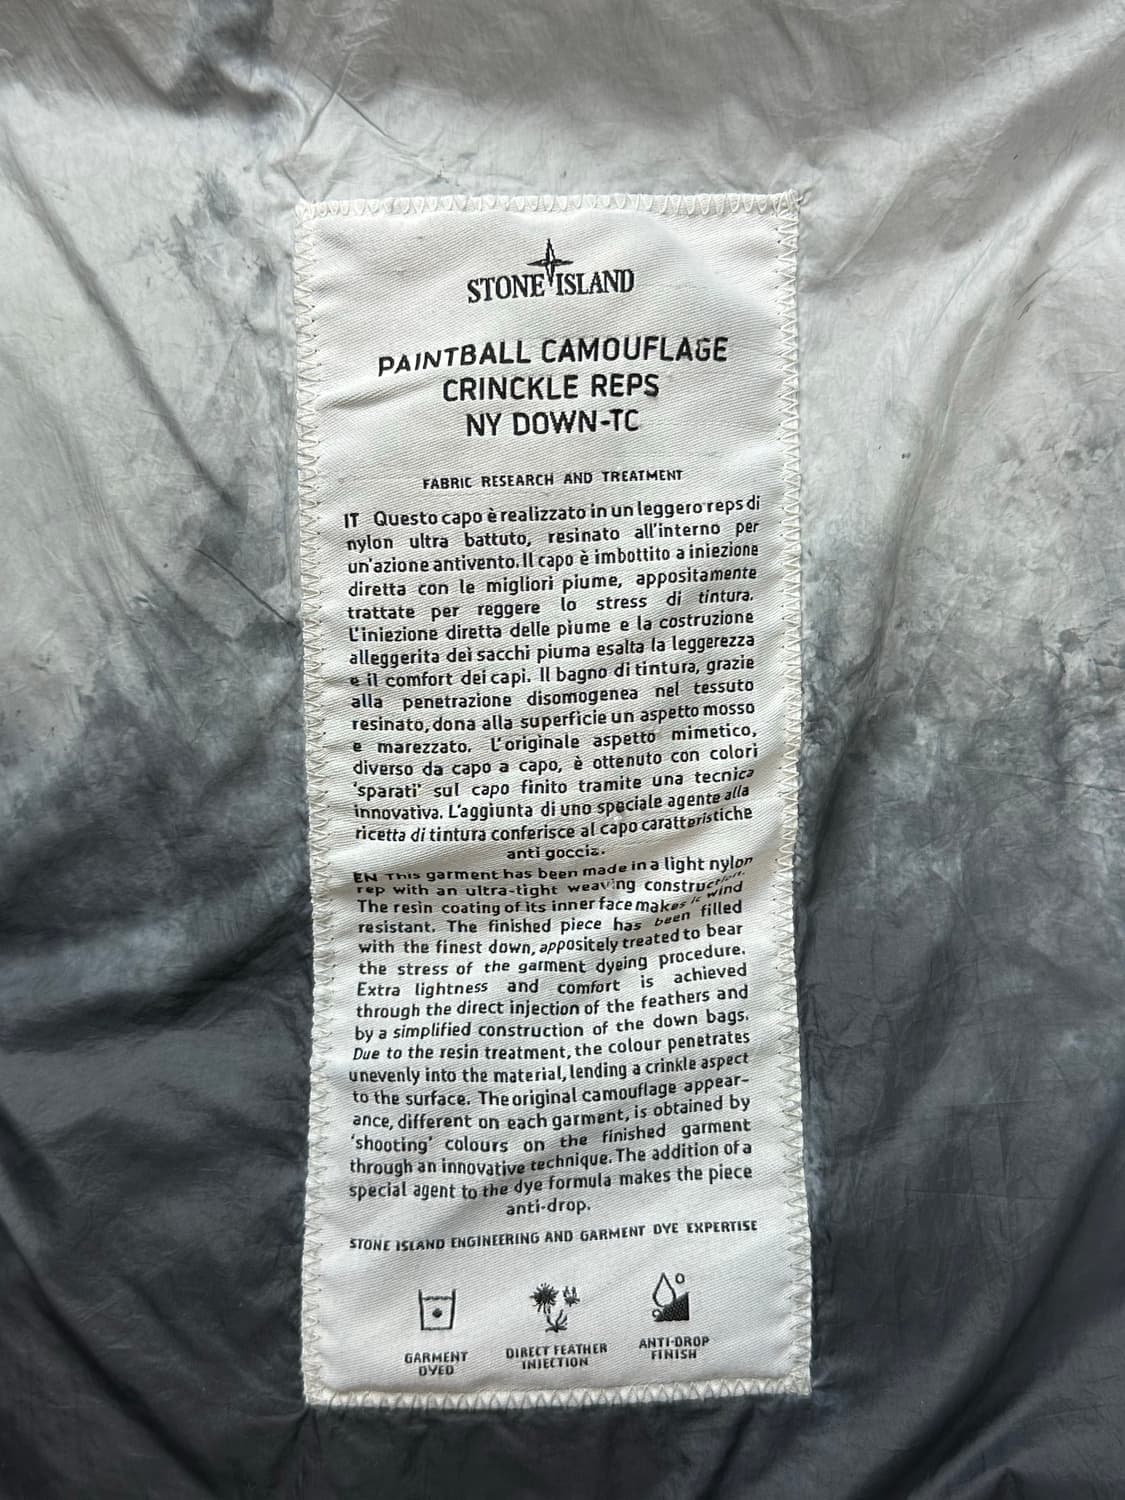 STONE ISLAND
PAINTBALL CAMOUFLAGE
CRINCKLE REPS
NY DOWN-TC
FABRIC RESEARCH AND TREATMENT
IT Questo capo è realizzato in un leggero reps di
nylon ultra battuto, resinato all'interno per
un'azione antivento. Il capo è imbottito a iniezione
diretta con le migliori piume, appositamente
trattate per reggere lo stress di tintura.
L'iniezione diretta delle piume e la costruzione
alleggerita dei sacchi piuma esalta la leggerezza
e il comfort dei capi. Il bagno di tintura, grazie
alla penetrazione disomogenea nel tessuto
resinato, dona alla superficie un aspetto mosso
e marezzato. L'originale aspetto mimetico,
diverso da capo a capo, è ottenuto con colori
'sparati' sul capo finito tramite una tecnica
innovativa. L'aggiunta di uno speciale agente alla
ricetta di tintura conferisce al capo caratteristiche
anti goccia.
EN This garment has been made in a light nylon
rep with an ultra-tight weaving construction.
The resin coating of its inner face makes it wind
resistant. The finished piece has been filled
with the finest down, appositely treated to bear
the stress of the garment dyeing procedure.
Extra lightness and comfort is achieved
through the direct injection of the feathers and
by a simplified construction of the down bags.
Due to the resin treatment, the colour penetrates
unevenly into the material, lending a crinkle aspect
to the surface. The original camouflage appear-
ance, different on each garment, is obtained by
'shooting' colours on the finished garment
through an innovative technique. The addition of a
special agent to the dye formula makes the piece
anti-drop.
STONE ISLAND ENGINEERING AND GARMENT DYE EXPERTISE
GARMENT
DYED
DIRECT FEATHER
INJECTION
ANTI-DROP
FINISH